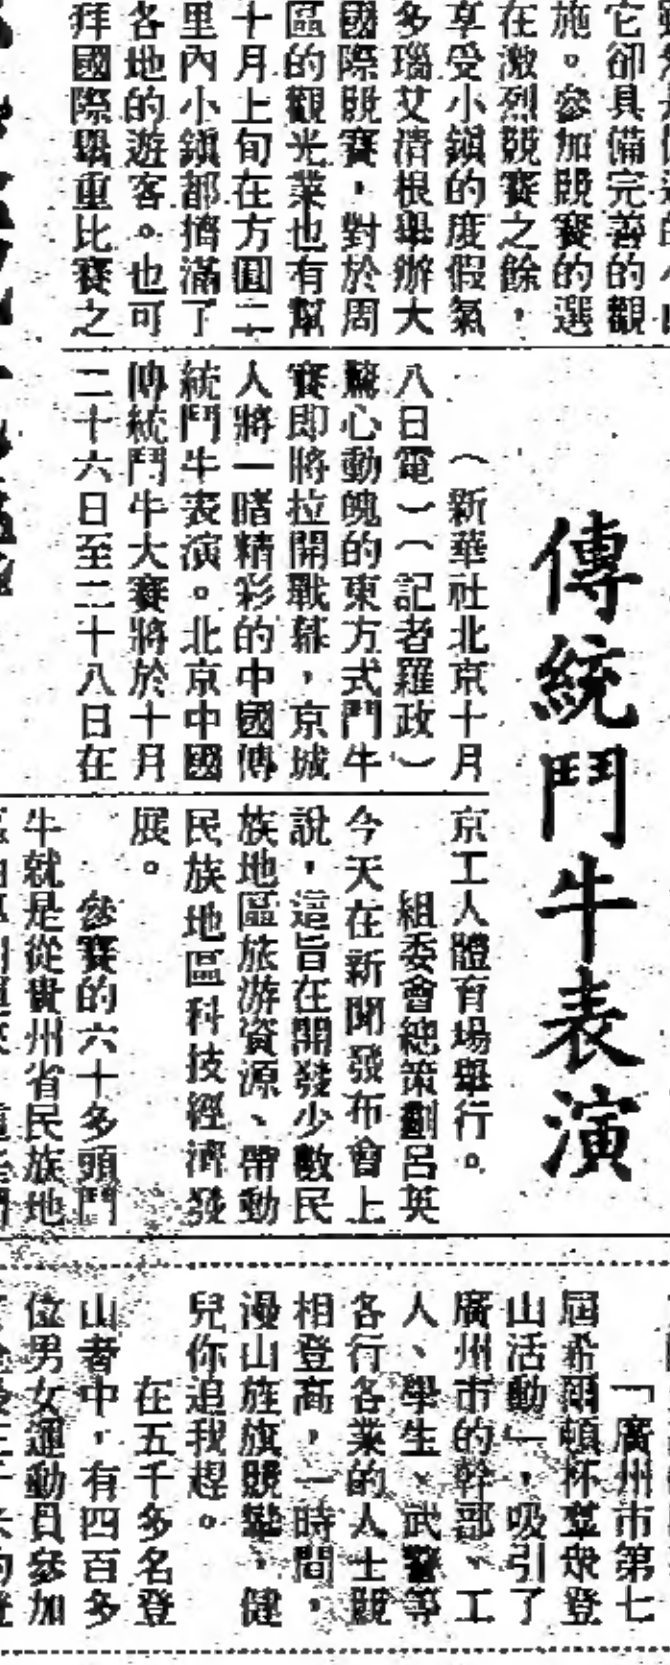 它卻具備完善的觀
施。參加競賽的選
在激烈競賽之餘，
享受小鎮的度假氣
多瑙艾清根舉辦大
國際競賽，對於周
區的觀光業也有幫
十月上旬在方圓二
里內小鎮都擠滿了
各地的遊客。也可
拜國際舉重比賽之
傳統鬥牛表演
（新華社北京十月
八日電）（記者羅政）
驚心動魄的東方式鬥牛
賽即將拉開戰幕，京城
人將一睹精彩的中國傳
統鬥牛表演。北京中國
傳統鬥牛大賽將於十月
二十六日至二十八日在
京工人體育場舉行。
組委會總策劃呂英
今天在新聞發布會上
說，這旨在開發少數民
族地區旅游資源、帶動
民族地區科技經濟發
展。
參賽的六十多頭鬥
牛就是從貴州省民族地
「廣州市第七
屆希爾頓杯羣衆登
山活動」，吸引了
廣州市的幹部、工
人、學生、武警等
各行各業的人士競
相登高，一時間，
漫山旌旗競攀，健
兒你追我趕。
在五千多名登
山者中，有四百多
位男女運動員參加